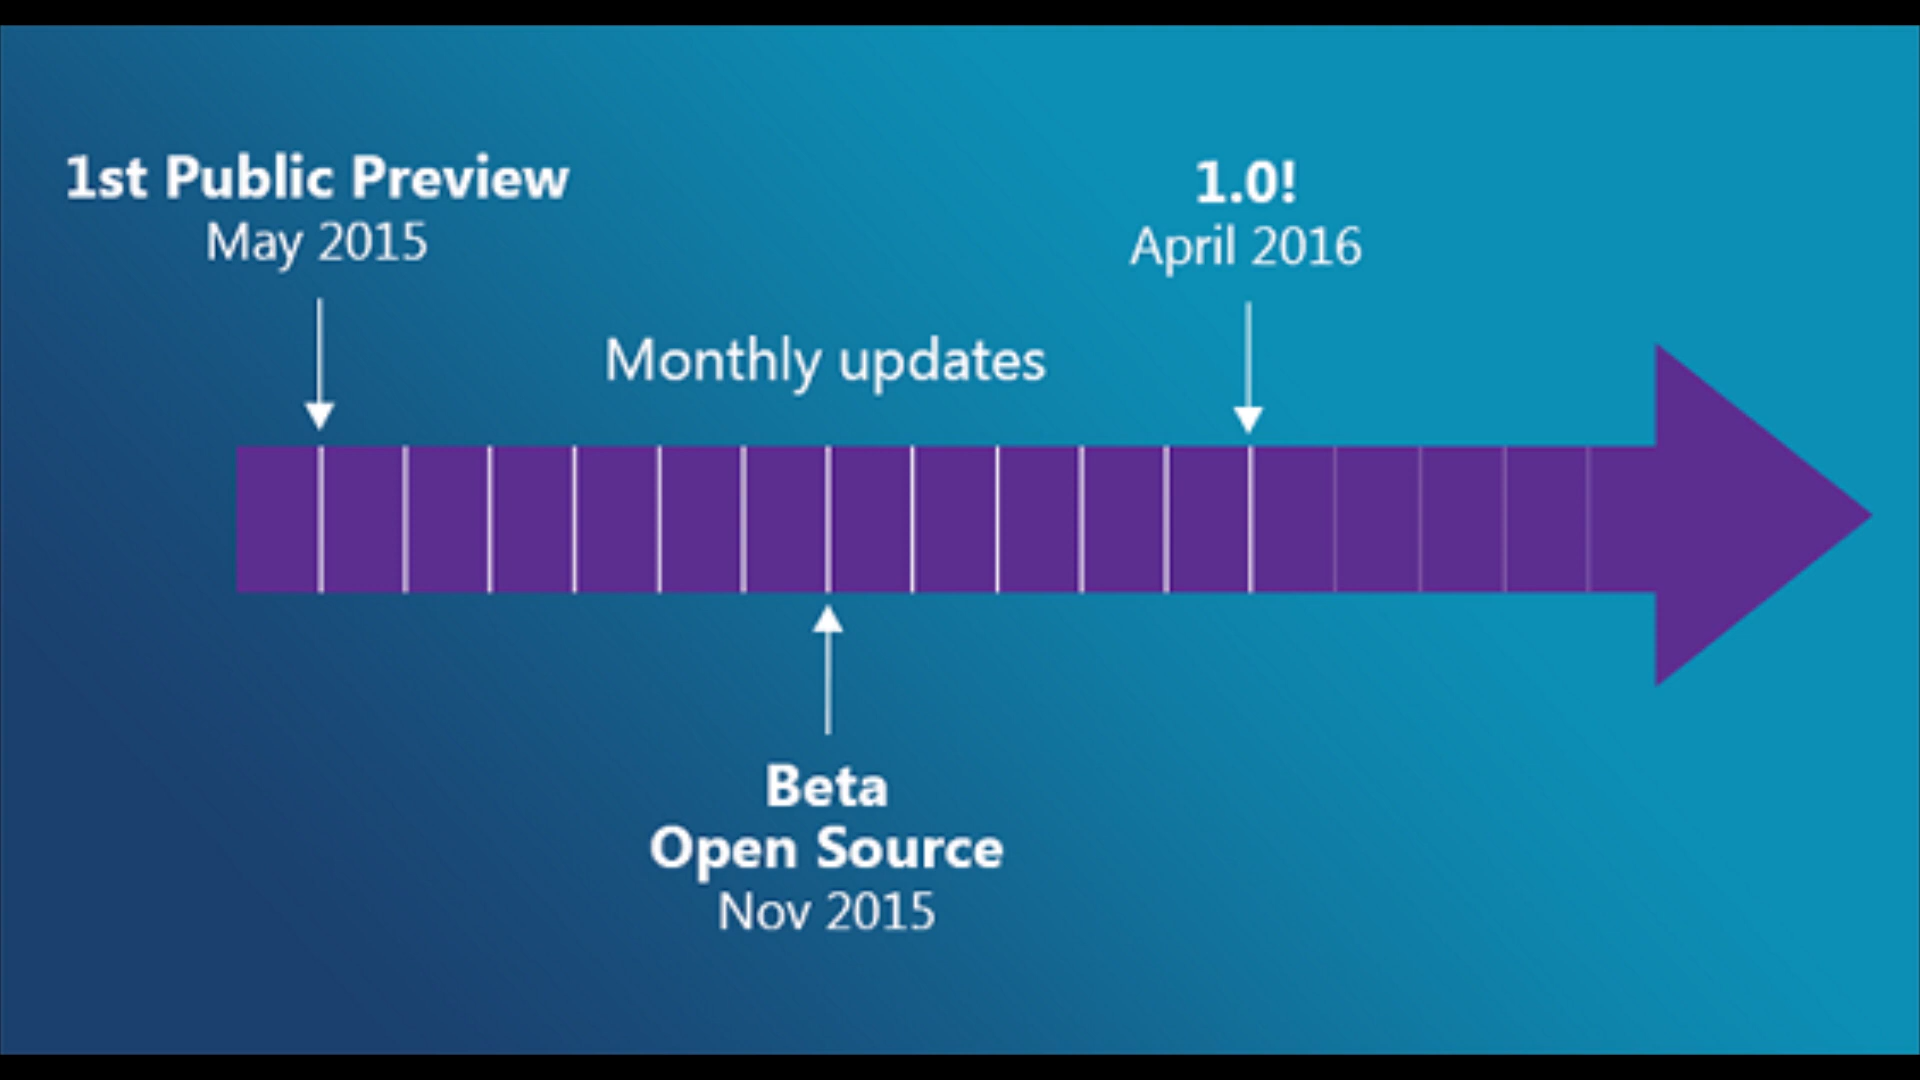 1st Public Preview
May 2015
1.0!
April 2016
Monthly updates
Beta
Open Source
Nov 2015